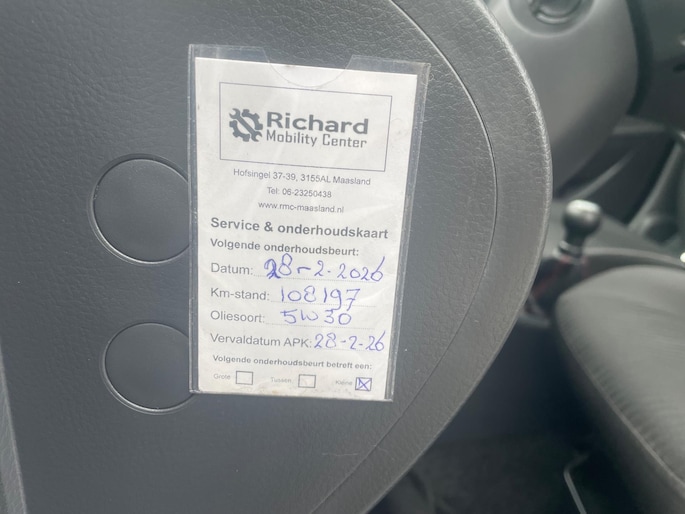 Richard
Mobility Center
Hofsingel 37-39, 3155AL Maasland
Tel: 06-23250438
www.rmc-maasland.nl
Service & onderhoudskaart
Volgende onderhoudsbeurt:
Datum: 28-2-2026
Km-stand: 108197
Oliesoort: 5W30
Vervaldatum APK: 28-2-26
Volgende onderhoudsbeurt betreft een:
Grote Tussen Kleine